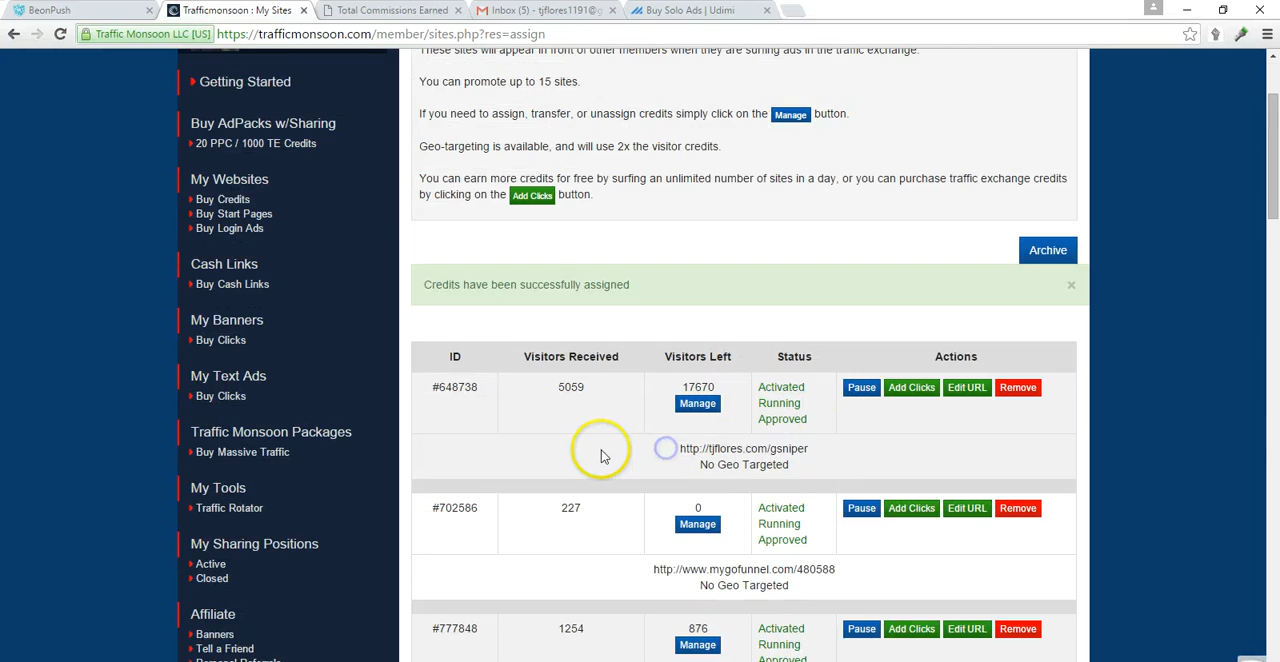 BeonPush
Trafficmonsoon : My Sites
Total Commissions Earned
Inbox (5) - tjflores1191@g
Buy Solo Ads | Udimi
Traffic Monsoon LLC [US]
https://trafficmonsoon.com/member/sites.php?res=assign
Getting Started
Buy AdPacks w/Sharing
20 PPC / 1000 TE Credits
My Websites
Buy Credits
Buy Start Pages
Buy Login Ads
Cash Links
Buy Cash Links
My Banners
Buy Clicks
My Text Ads
Buy Clicks
Traffic Monsoon Packages
Buy Massive Traffic
My Tools
Traffic Rotator
My Sharing Positions
Active
Closed
Affiliate
Banners
Tell a Friend
Personal Referrals
These sites will appear in front of other members when they are surfing ads in the traffic exchange.
You can promote up to 15 sites.
If you need to assign, transfer, or unassign credits simply click on the Manage button.
Geo-targeting is available, and will use 2x the visitor credits.
You can earn more credits for free by surfing an unlimited number of sites in a day, or you can purchase traffic exchange credits
by clicking on the Add Clicks button.
Archive
Credits have been successfully assigned ×
ID Visitors Received Visitors Left Status Actions
#648738 5059 17670 Activated Pause Add Clicks Edit URL Remove
Manage Running
Approved
http://tjflores.com/gsniper
No Geo Targeted
#702586 227 0 Activated Pause Add Clicks Edit URL Remove
Manage Running
Approved
http://www.mygofunnel.com/480588
No Geo Targeted
#777848 1254 876 Activated Pause Add Clicks Edit URL Remove
Manage Running
Approved